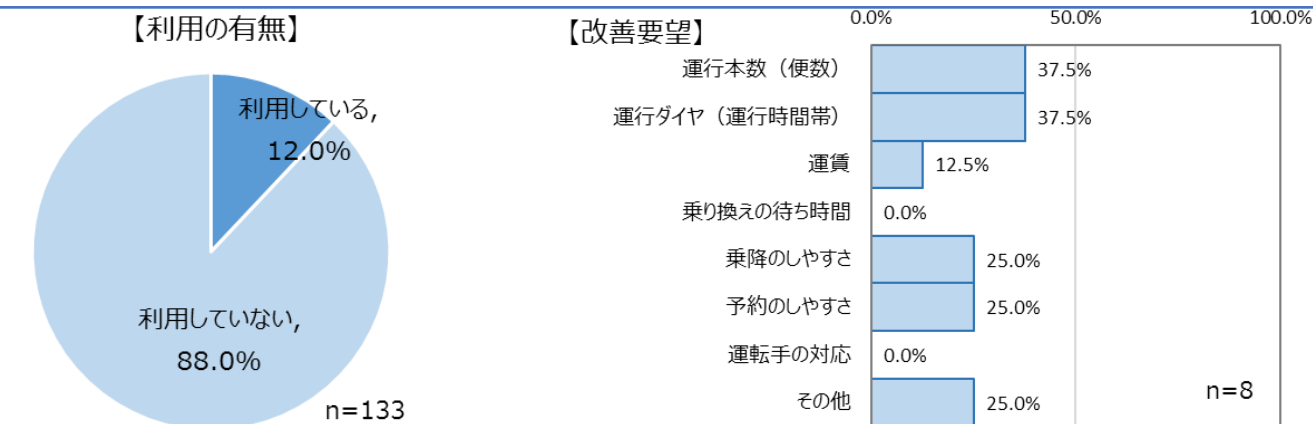 【利用の有無】
利用している,
12.0%
利用していない,
88.0%
n=133
【改善要望】
0.0% 50.0% 100.0%
運行本数（便数） 37.5%
運行ダイヤ（運行時間帯） 37.5%
運賃 12.5%
乗り換えの待ち時間 0.0%
乗降のしやすさ 25.0%
予約のしやすさ 25.0%
運転手の対応 0.0%
その他 25.0%
n=8